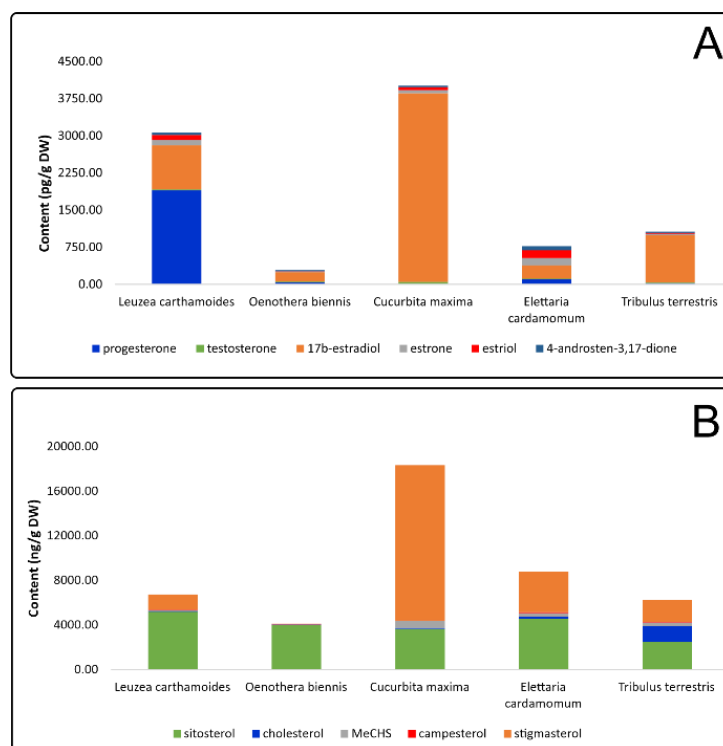 A
4500.00
3750.00
3000.00
2250.00
1500.00
750.00
0.00
Content (pg/g DW)
Leuzea carthamoides
Oenothera biennis
Cucurbita maxima
Elettaria
cardamomum
Tribulus terrestris
progesterone testosterone 17b-estradiol estrone estriol 4-androsten-3,17-dione
B
20000.00
16000.00
12000.00
8000.00
4000.00
0.00
Content (ng/g DW)
Leuzea carthamoides
Oenothera biennis
Cucurbita maxima
Elettaria
cardamomum
Tribulus terrestris
sitosterol cholesterol MeCHS campesterol stigmasterol